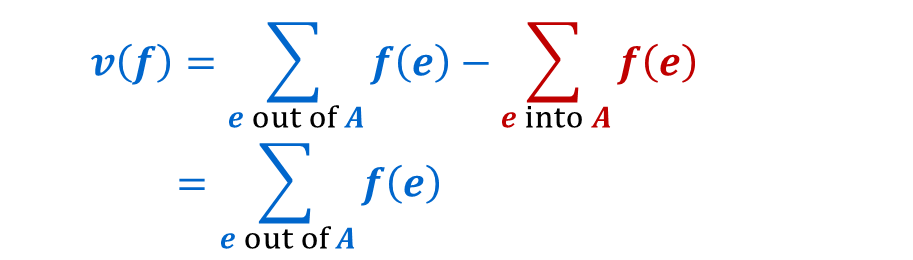 v(f) = ∑ f(e) − ∑ f(e)
e out of A e into A
= ∑ f(e)
e out of A